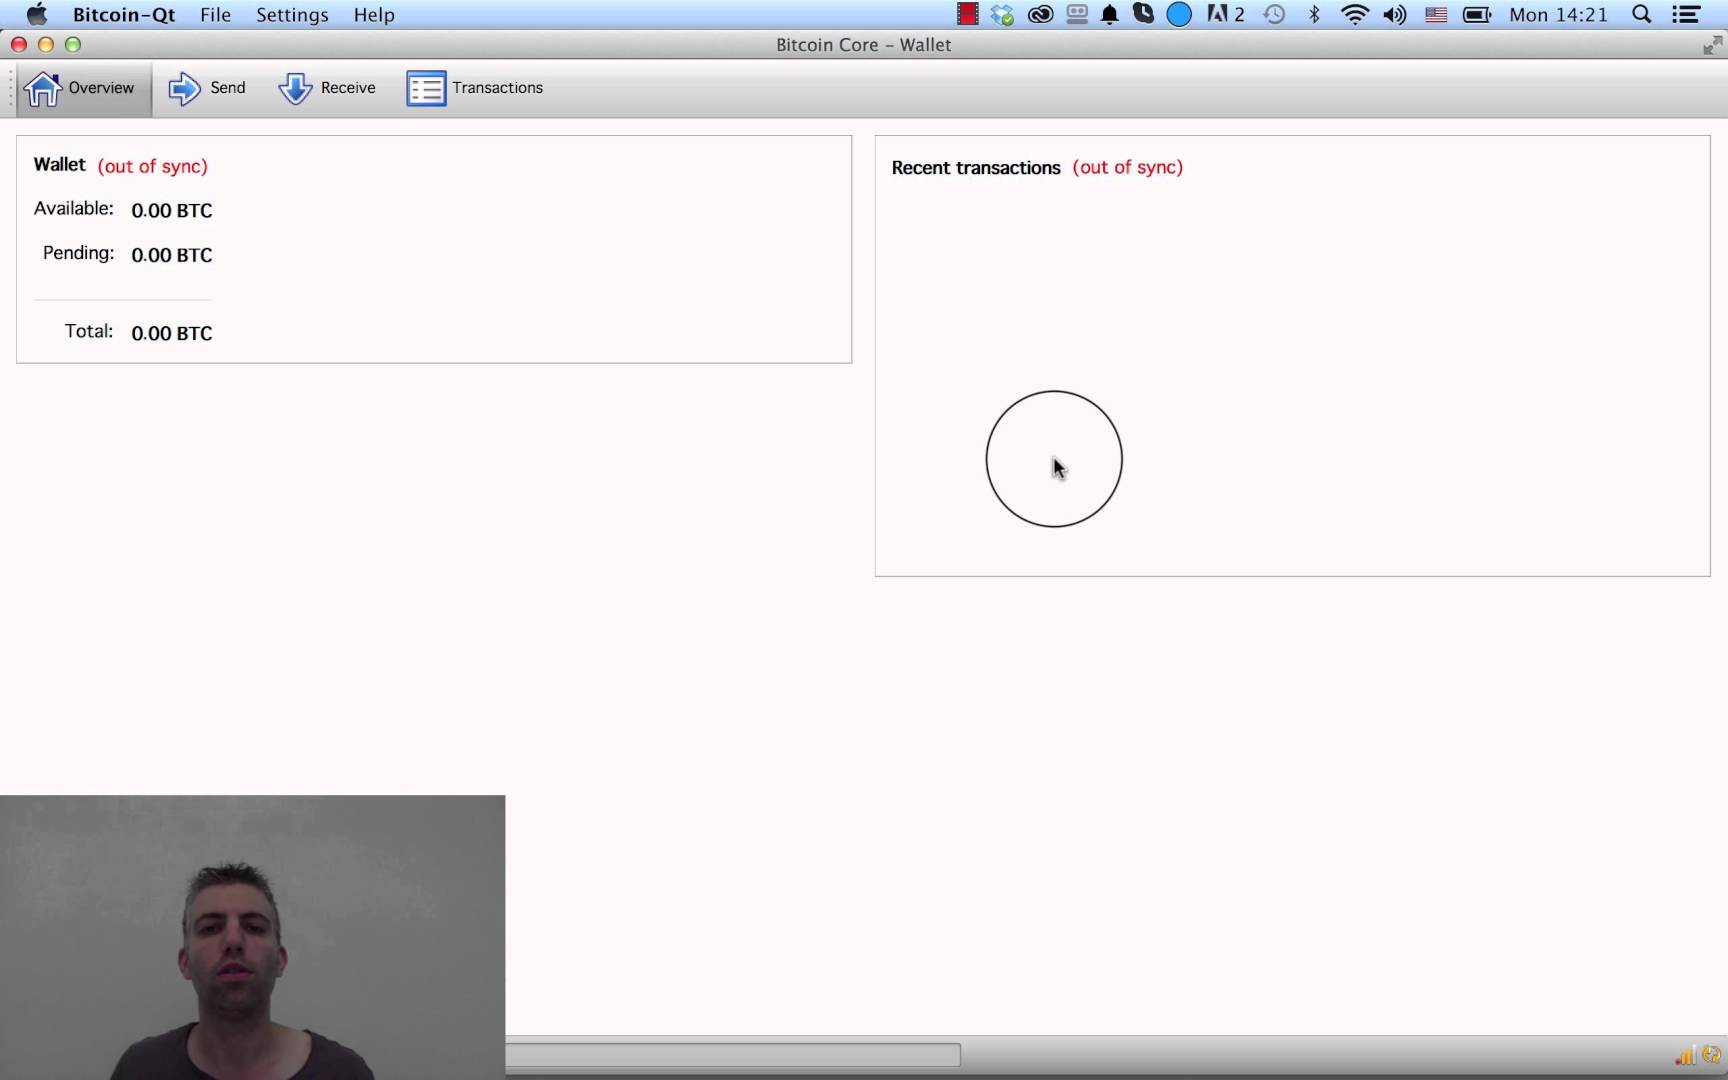 Bitcoin-Qt File Settings Help 2 Mon 14:21
Bitcoin Core – Wallet
Overview Send Receive Transactions
Wallet (out of sync)
Available: 0.00 BTC
Pending: 0.00 BTC
Total: 0.00 BTC
Recent transactions (out of sync)